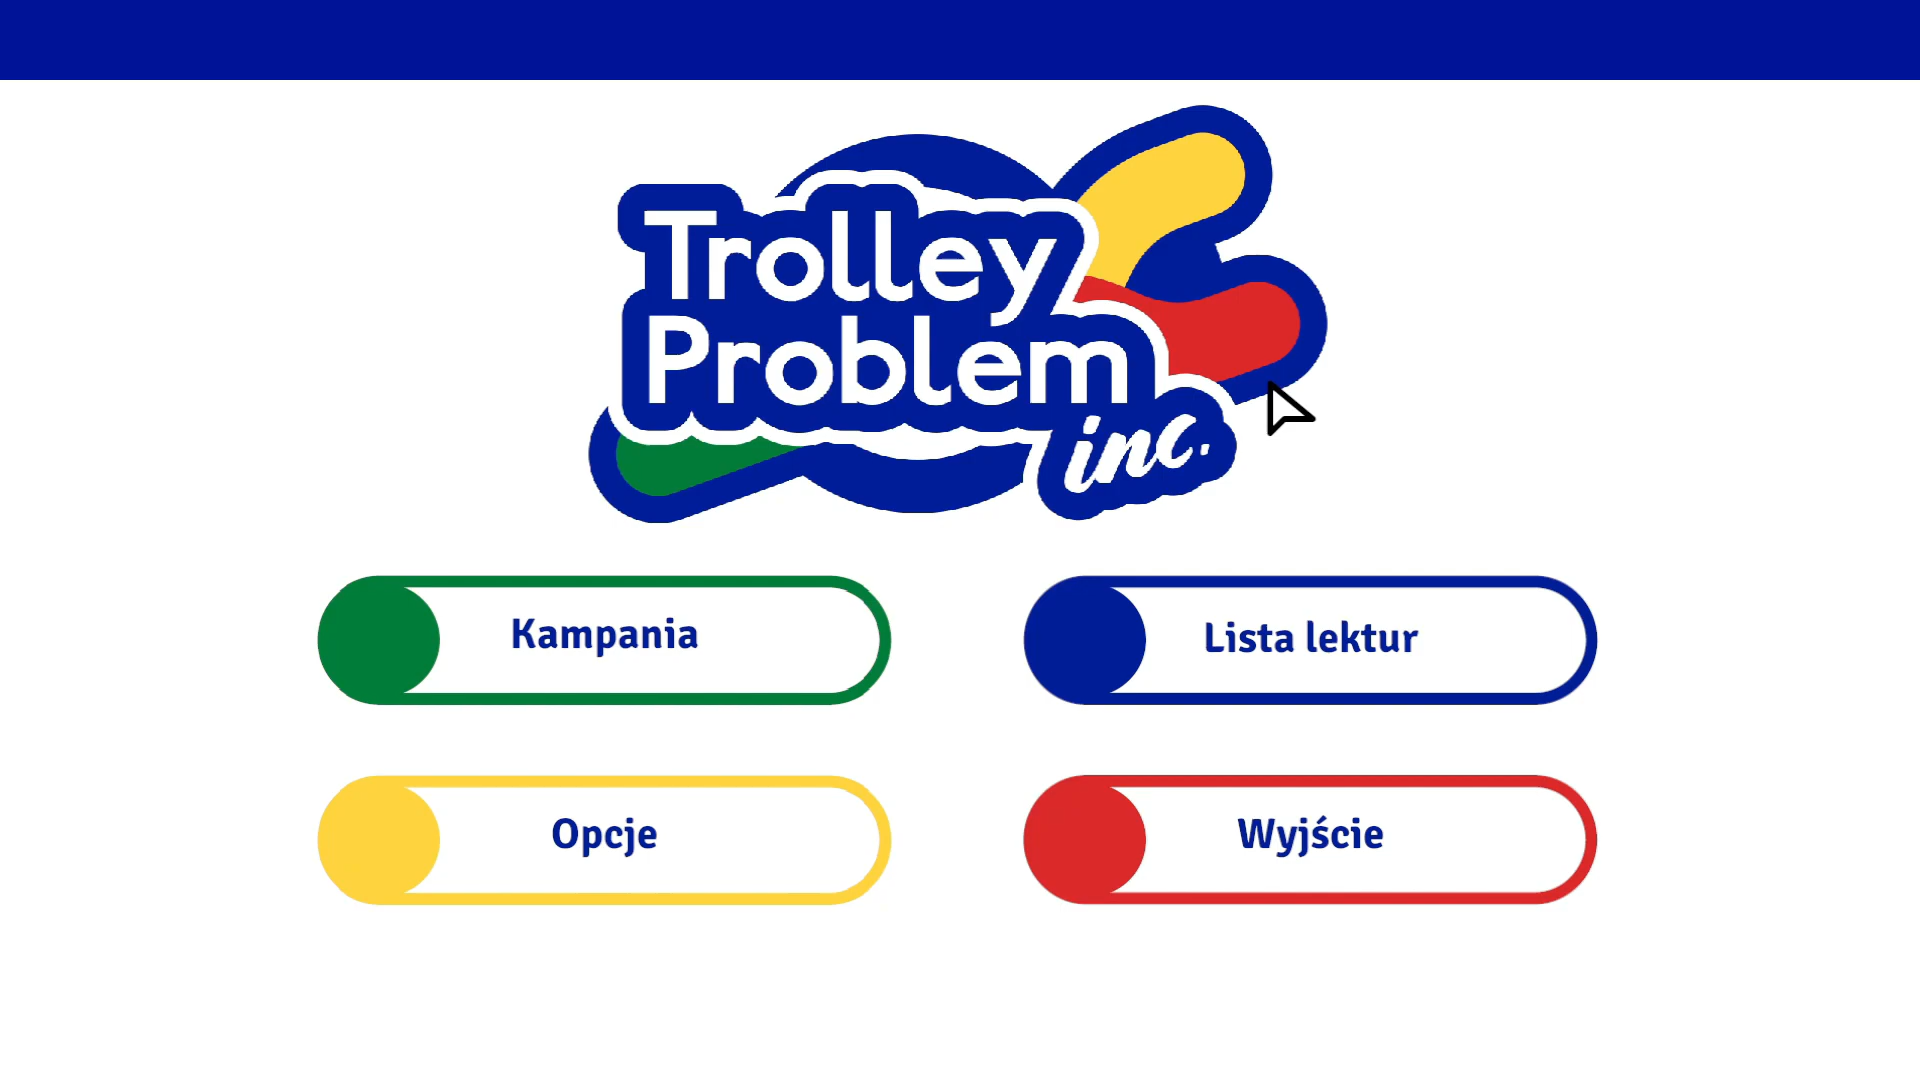 Trolley
Problem
inc.
Kampania
Lista lektur
Opcje
Wyjście